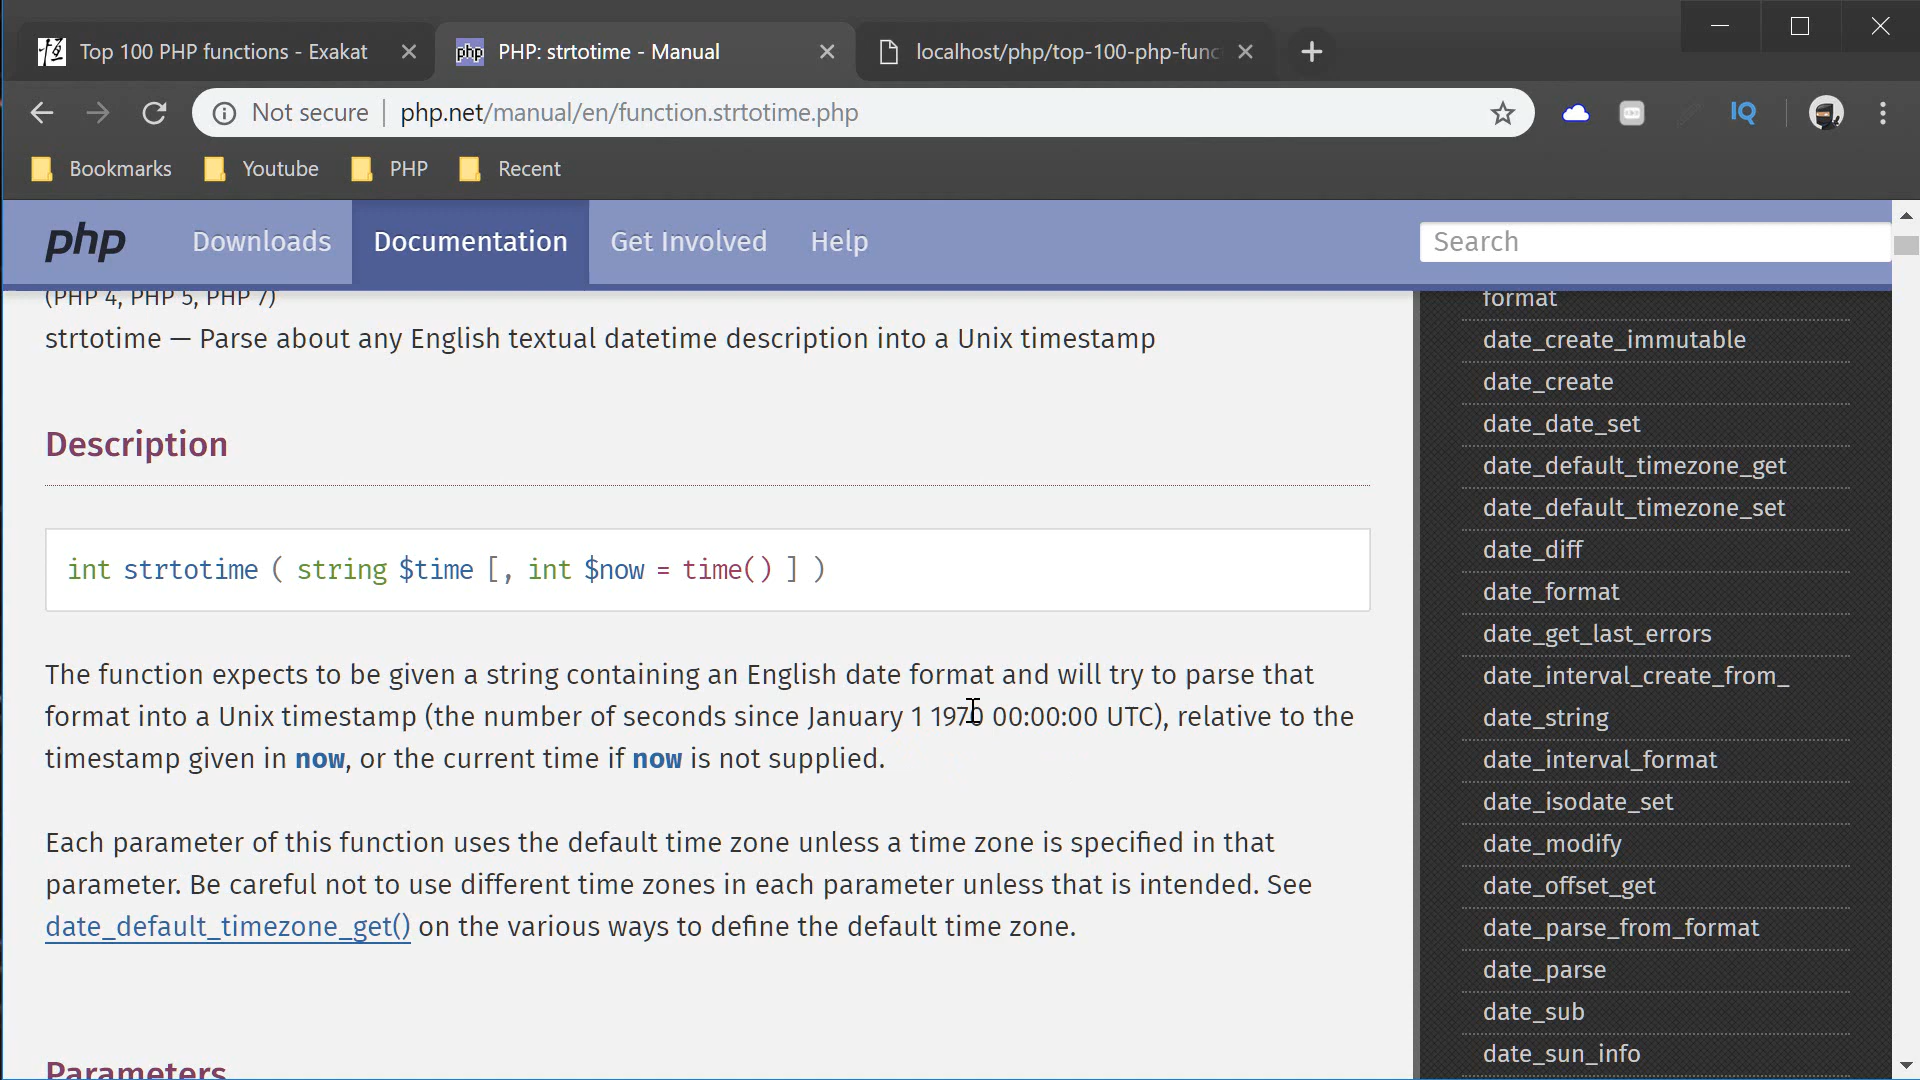 Top 100 PHP functions - Exakat
php PHP: strtotime - Manual
localhost/php/top-100-php-func
Not secure php.net/manual/en/function.strtotime.php
IQ
Bookmarks
Youtube
PHP
Recent
php
Downloads
Documentation
Get Involved
Help
Search
(PHP 4, PHP 5, PHP 7)
strtotime — Parse about any English textual datetime description into a Unix timestamp
Description
int strtotime ( string $time [, int $now = time() ] )
The function expects to be given a string containing an English date format and will try to parse that
format into a Unix timestamp (the number of seconds since January 1 1970 00:00:00 UTC), relative to the
timestamp given in now, or the current time if now is not supplied.
Each parameter of this function uses the default time zone unless a time zone is specified in that
parameter. Be careful not to use different time zones in each parameter unless that is intended. See
date_default_timezone_get() on the various ways to define the default time zone.
Parameters
format
date_create_immutable
date_create
date_date_set
date_default_timezone_get
date_default_timezone_set
date_diff
date_format
date_get_last_errors
date_interval_create_from_
date_string
date_interval_format
date_isodate_set
date_modify
date_offset_get
date_parse_from_format
date_parse
date_sub
date_sun_info